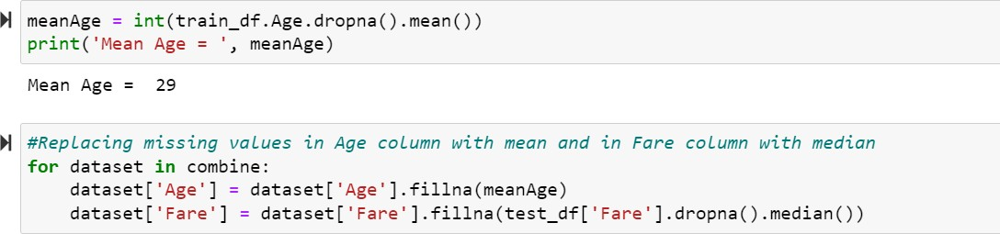 meanAge = int(train_df.Age.dropna().mean())
print('Mean Age = ', meanAge)
Mean Age =  29
#Replacing missing values in Age column with mean and in Fare column with median
for dataset in combine:
    dataset['Age'] = dataset['Age'].fillna(meanAge)
    dataset['Fare'] = dataset['Fare'].fillna(test_df['Fare'].dropna().median())